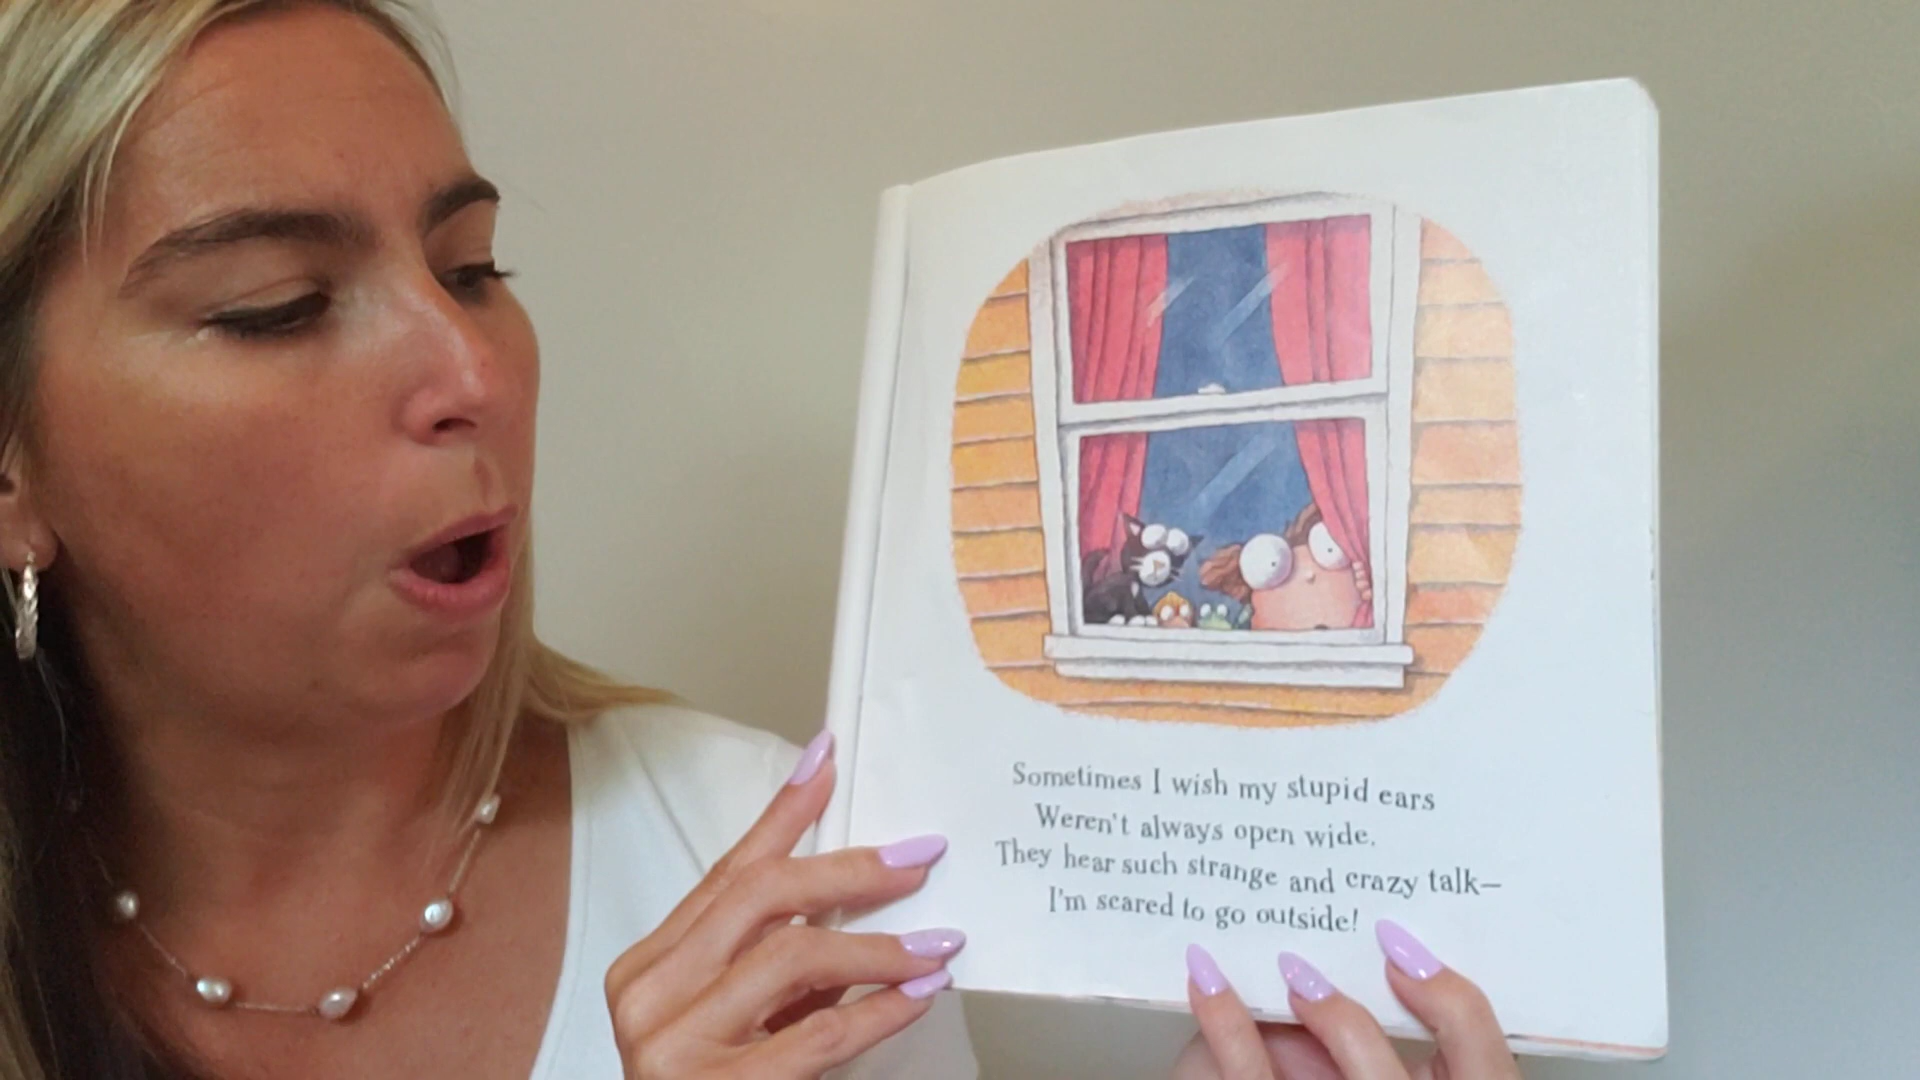 Sometimes I wish my stupid ears
Weren't always open wide.
They hear such strange and crazy talk—
I'm scared to go outside!